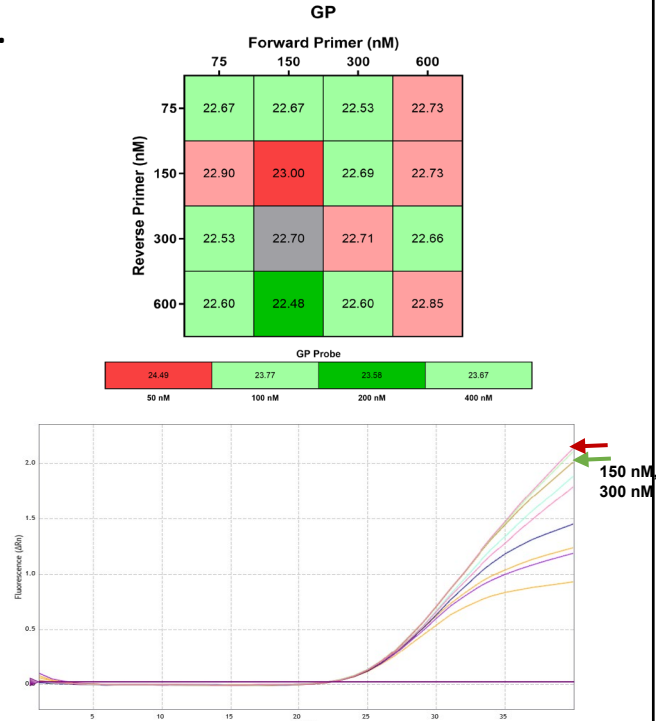 GP
Forward Primer (nM)
75 150 300 600
Reverse Primer (nM)
75 22.67 22.67 22.53 22.73
150 22.90 23.00 22.69 22.73
300 22.53 22.70 22.71 22.66
600 22.60 22.48 22.60 22.85
GP Probe
24.49 23.77 23.58 23.67
50 nM 100 nM 200 nM 400 nM
Fluorescence (ΔRn)
2.0
1.5
1.0
0.5
150 nM,
300 nM
5 10 15 20 25 30 35